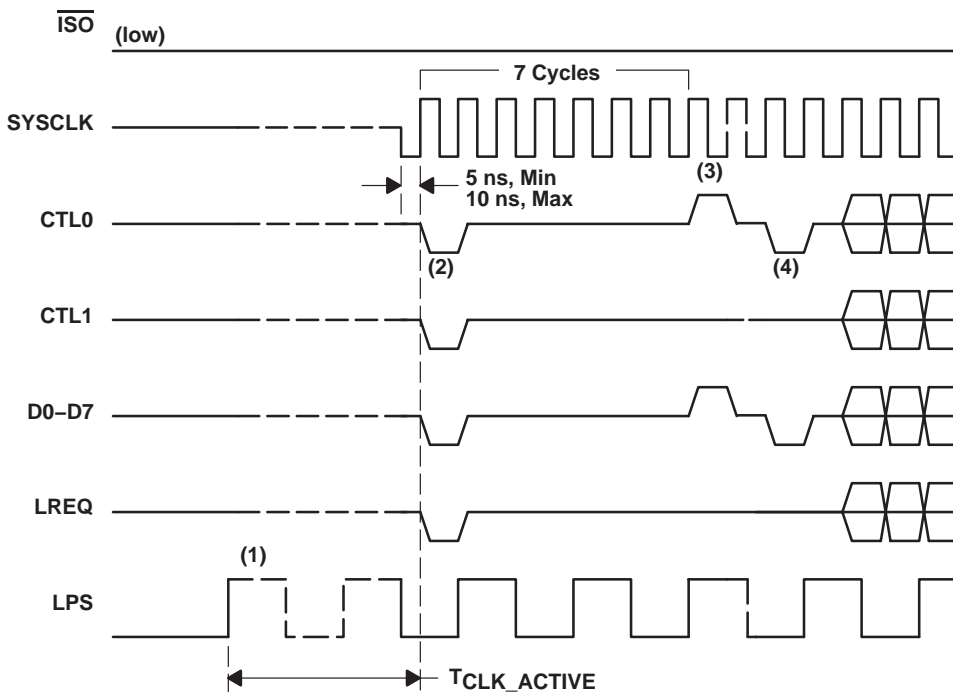 ISO
(low)
7 Cycles
SYSCLK
(3)
5 ns, Min
10 ns, Max
CTL0
(2)
(4)
CTL1
D0–D7
LREQ
(1)
LPS
TCLK_ACTIVE